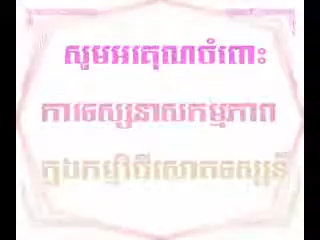 សូមអរគុណចំពោះ
ការទស្សនាសកម្មភាព
ក្នុងកម្មវិធីសោតទស្សន៍